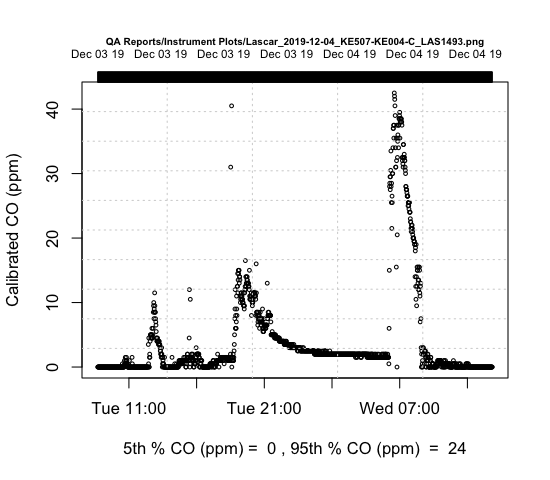 QA Reports/Instrument Plots/Lascar_2019-12-04_KE507-KE004-C_LAS1493.png
Dec 03 19 Dec 03 19 Dec 03 19 Dec 03 19 Dec 04 19 Dec 04 19 Dec 04 19
Calibrated CO (ppm)
40
30
20
10
0
Tue 11:00 Tue 21:00 Wed 07:00
5th % CO (ppm) = 0 , 95th % CO (ppm) = 24